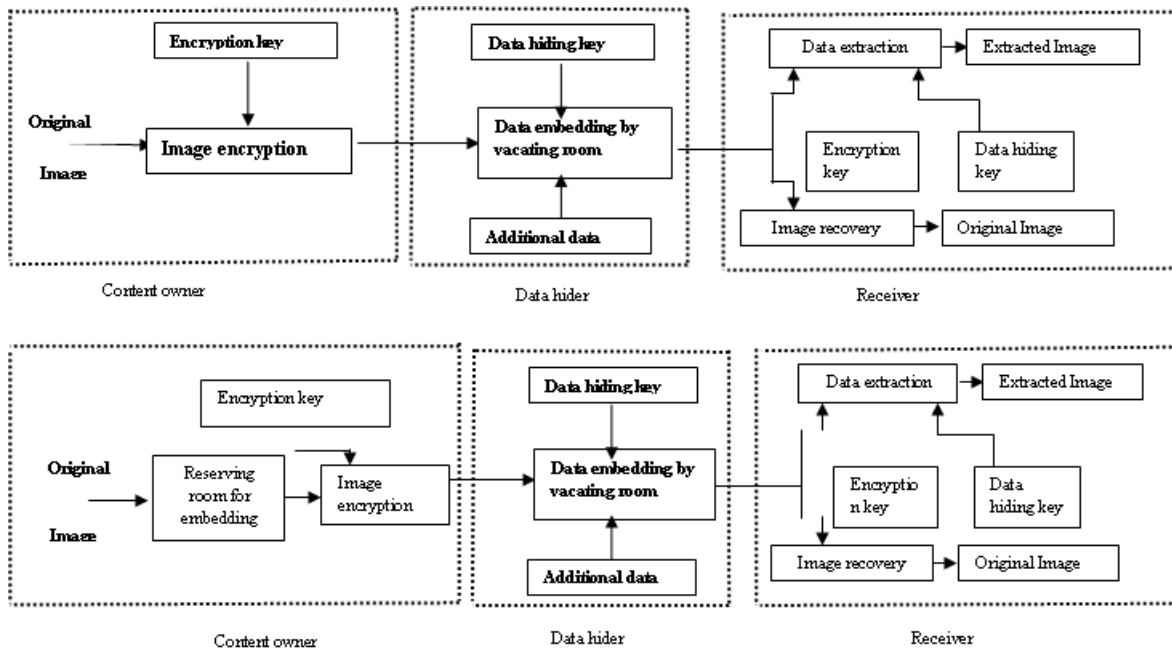 Encryption key
Original
Image
Image encryption
Content owner
Data hiding key
Data embedding by
vacating room
Additional data
Data hider
Data extraction
Extracted Image
Encryption
key
Data hiding
key
Image recovery
Original Image
Receiver
Encryption key
Original
Image
Reserving
room for
embedding
Image
encryption
Content owner
Data hiding key
Data embedding by
vacating room
Additional data
Data hider
Data extraction
Extracted Image
Encryptio
n key
Data
hiding key
Image recovery
Original Image
Receiver